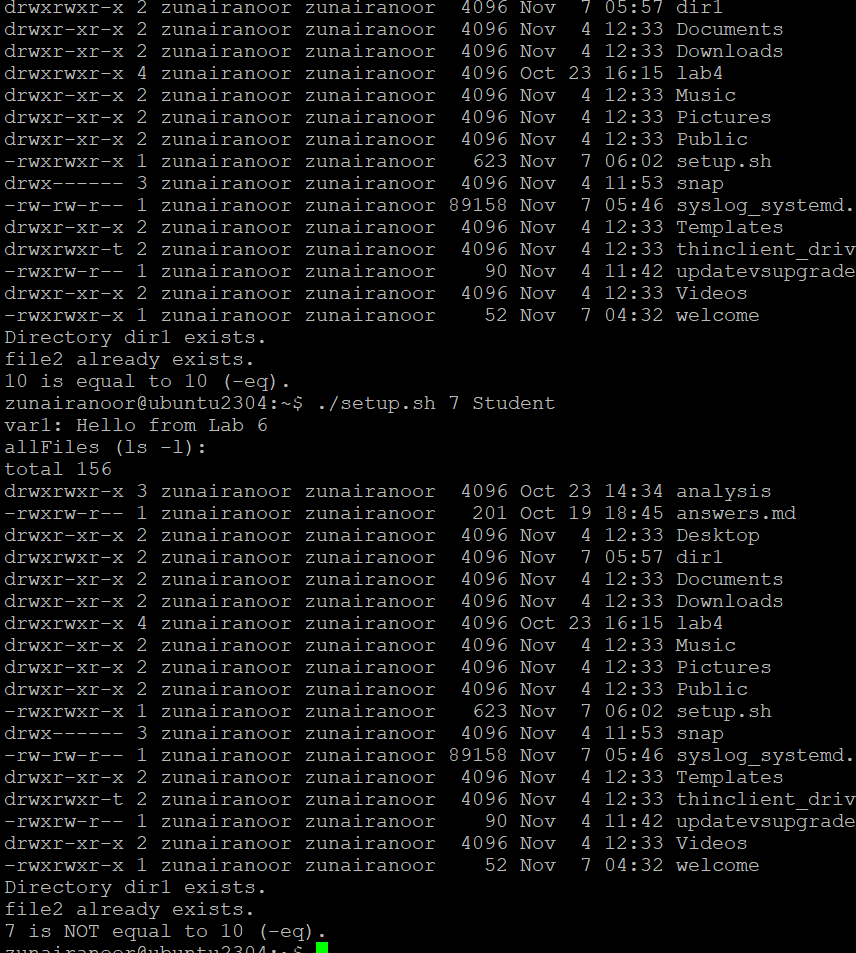 drwxrwxr-x 2 zunairanoor zunairanoor  4096 Nov  7 05:57 dir1
drwxr-xr-x 2 zunairanoor zunairanoor  4096 Nov  4 12:33 Documents
drwxr-xr-x 2 zunairanoor zunairanoor  4096 Nov  4 12:33 Downloads
drwxrwxr-x 4 zunairanoor zunairanoor  4096 Oct 23 16:15 lab4
drwxr-xr-x 2 zunairanoor zunairanoor  4096 Nov  4 12:33 Music
drwxr-xr-x 2 zunairanoor zunairanoor  4096 Nov  4 12:33 Pictures
drwxr-xr-x 2 zunairanoor zunairanoor  4096 Nov  4 12:33 Public
-rwxrwxr-x 1 zunairanoor zunairanoor   623 Nov  7 06:02 setup.sh
drwx------ 3 zunairanoor zunairanoor  4096 Nov  4 11:53 snap
-rw-rw-r-- 1 zunairanoor zunairanoor 89158 Nov  7 05:46 syslog_systemd.
drwxr-xr-x 2 zunairanoor zunairanoor  4096 Nov  4 12:33 Templates
drwxrwxr-t 2 zunairanoor zunairanoor  4096 Nov  4 12:33 thinclient_driv
-rwxrw-r-- 1 zunairanoor zunairanoor    90 Nov  4 11:42 updatevsupgrade
drwxr-xr-x 2 zunairanoor zunairanoor  4096 Nov  4 12:33 Videos
-rwxrwxr-x 1 zunairanoor zunairanoor    52 Nov  7 04:32 welcome
Directory dir1 exists.
file2 already exists.
10 is equal to 10 (-eq).
zunairanoor@ubuntu2304:~$ ./setup.sh 7 Student
var1: Hello from Lab 6
allFiles (ls -l):
total 156
drwxrwxr-x 3 zunairanoor zunairanoor  4096 Oct 23 14:34 analysis
-rwxrw-r-- 1 zunairanoor zunairanoor   201 Oct 19 18:45 answers.md
drwxr-xr-x 2 zunairanoor zunairanoor  4096 Nov  4 12:33 Desktop
drwxrwxr-x 2 zunairanoor zunairanoor  4096 Nov  7 05:57 dir1
drwxr-xr-x 2 zunairanoor zunairanoor  4096 Nov  4 12:33 Documents
drwxr-xr-x 2 zunairanoor zunairanoor  4096 Nov  4 12:33 Downloads
drwxrwxr-x 4 zunairanoor zunairanoor  4096 Oct 23 16:15 lab4
drwxr-xr-x 2 zunairanoor zunairanoor  4096 Nov  4 12:33 Music
drwxr-xr-x 2 zunairanoor zunairanoor  4096 Nov  4 12:33 Pictures
drwxr-xr-x 2 zunairanoor zunairanoor  4096 Nov  4 12:33 Public
-rwxrwxr-x 1 zunairanoor zunairanoor   623 Nov  7 06:02 setup.sh
drwx------ 3 zunairanoor zunairanoor  4096 Nov  4 11:53 snap
-rw-rw-r-- 1 zunairanoor zunairanoor 89158 Nov  7 05:46 syslog_systemd.
drwxr-xr-x 2 zunairanoor zunairanoor  4096 Nov  4 12:33 Templates
drwxrwxr-t 2 zunairanoor zunairanoor  4096 Nov  4 12:33 thinclient_driv
-rwxrw-r-- 1 zunairanoor zunairanoor    90 Nov  4 11:42 updatevsupgrade
drwxr-xr-x 2 zunairanoor zunairanoor  4096 Nov  4 12:33 Videos
-rwxrwxr-x 1 zunairanoor zunairanoor    52 Nov  7 04:32 welcome
Directory dir1 exists.
file2 already exists.
7 is NOT equal to 10 (-eq).
zunairanoor@ubuntu2304:~$